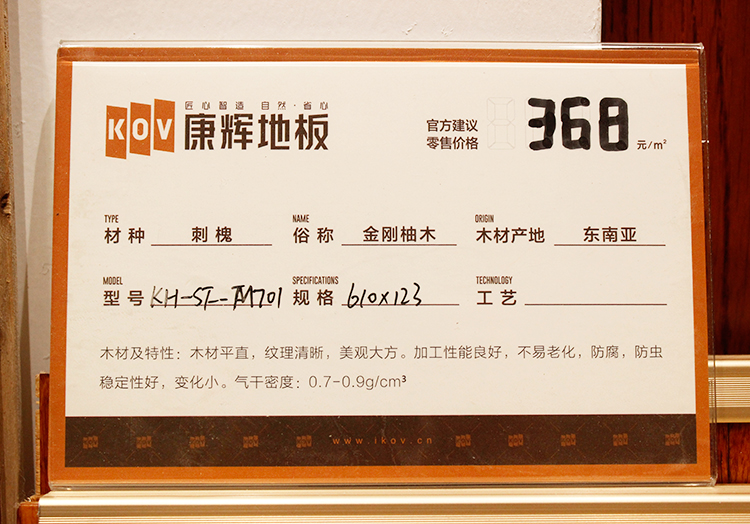 匠心智造 自然·省心
KOV 康辉地板
官方建议
零售价格
368 元/m²
TYPE
材种 刺槐
NAME
俗称 金刚柚木
ORIGIN
木材产地 东南亚
MODEL
型号 KH-SL-TM701
SPECIFICATIONS
规格 610x123
TECHNOLOGY
工艺
木材及特性：木材平直，纹理清晰，美观大方。加工性能良好，不易老化，防腐，防虫
稳定性好，变化小。气干密度：0.7-0.9g/cm³
www.ikov.cn